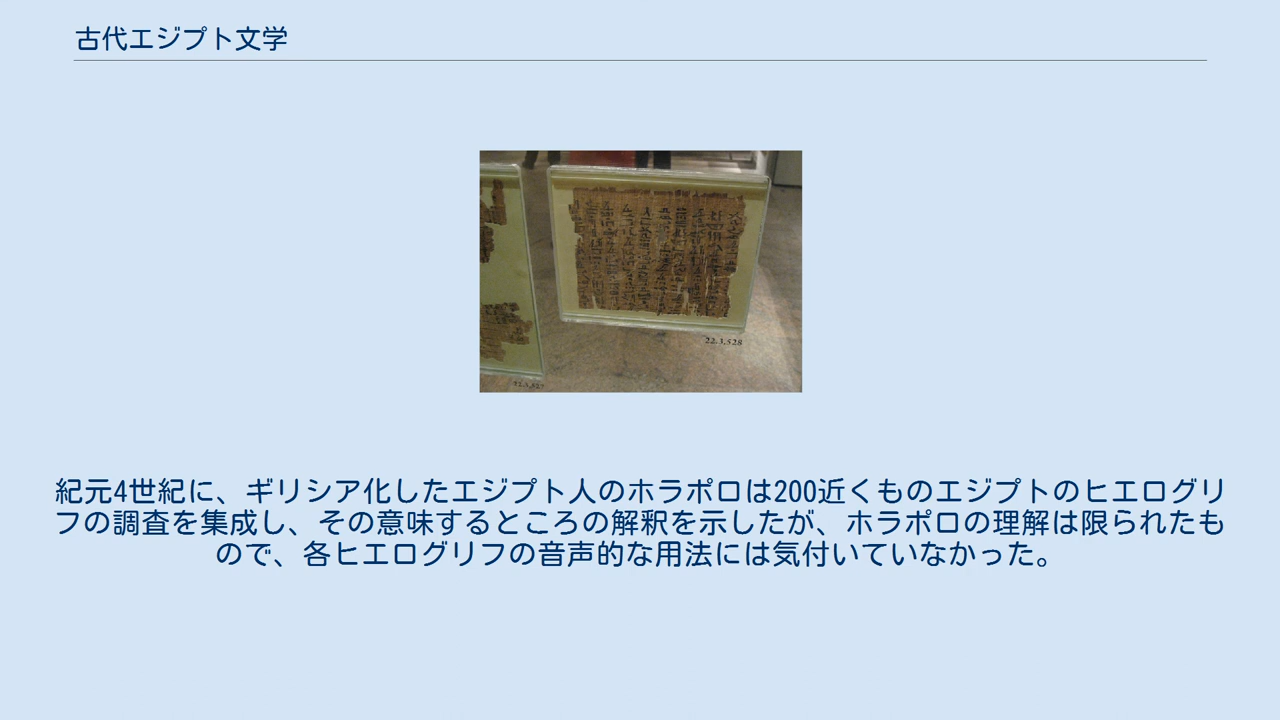 古代エジプト文学
22.3.528
紀元4世紀に、ギリシア化したエジプト人のホラポロは200近くものエジプトのヒエログリ
フの調査を集成し、その意味するところの解釈を示したが、ホラポロの理解は限られたも
ので、各ヒエログリフの音声的な用法には気付いていなかった。